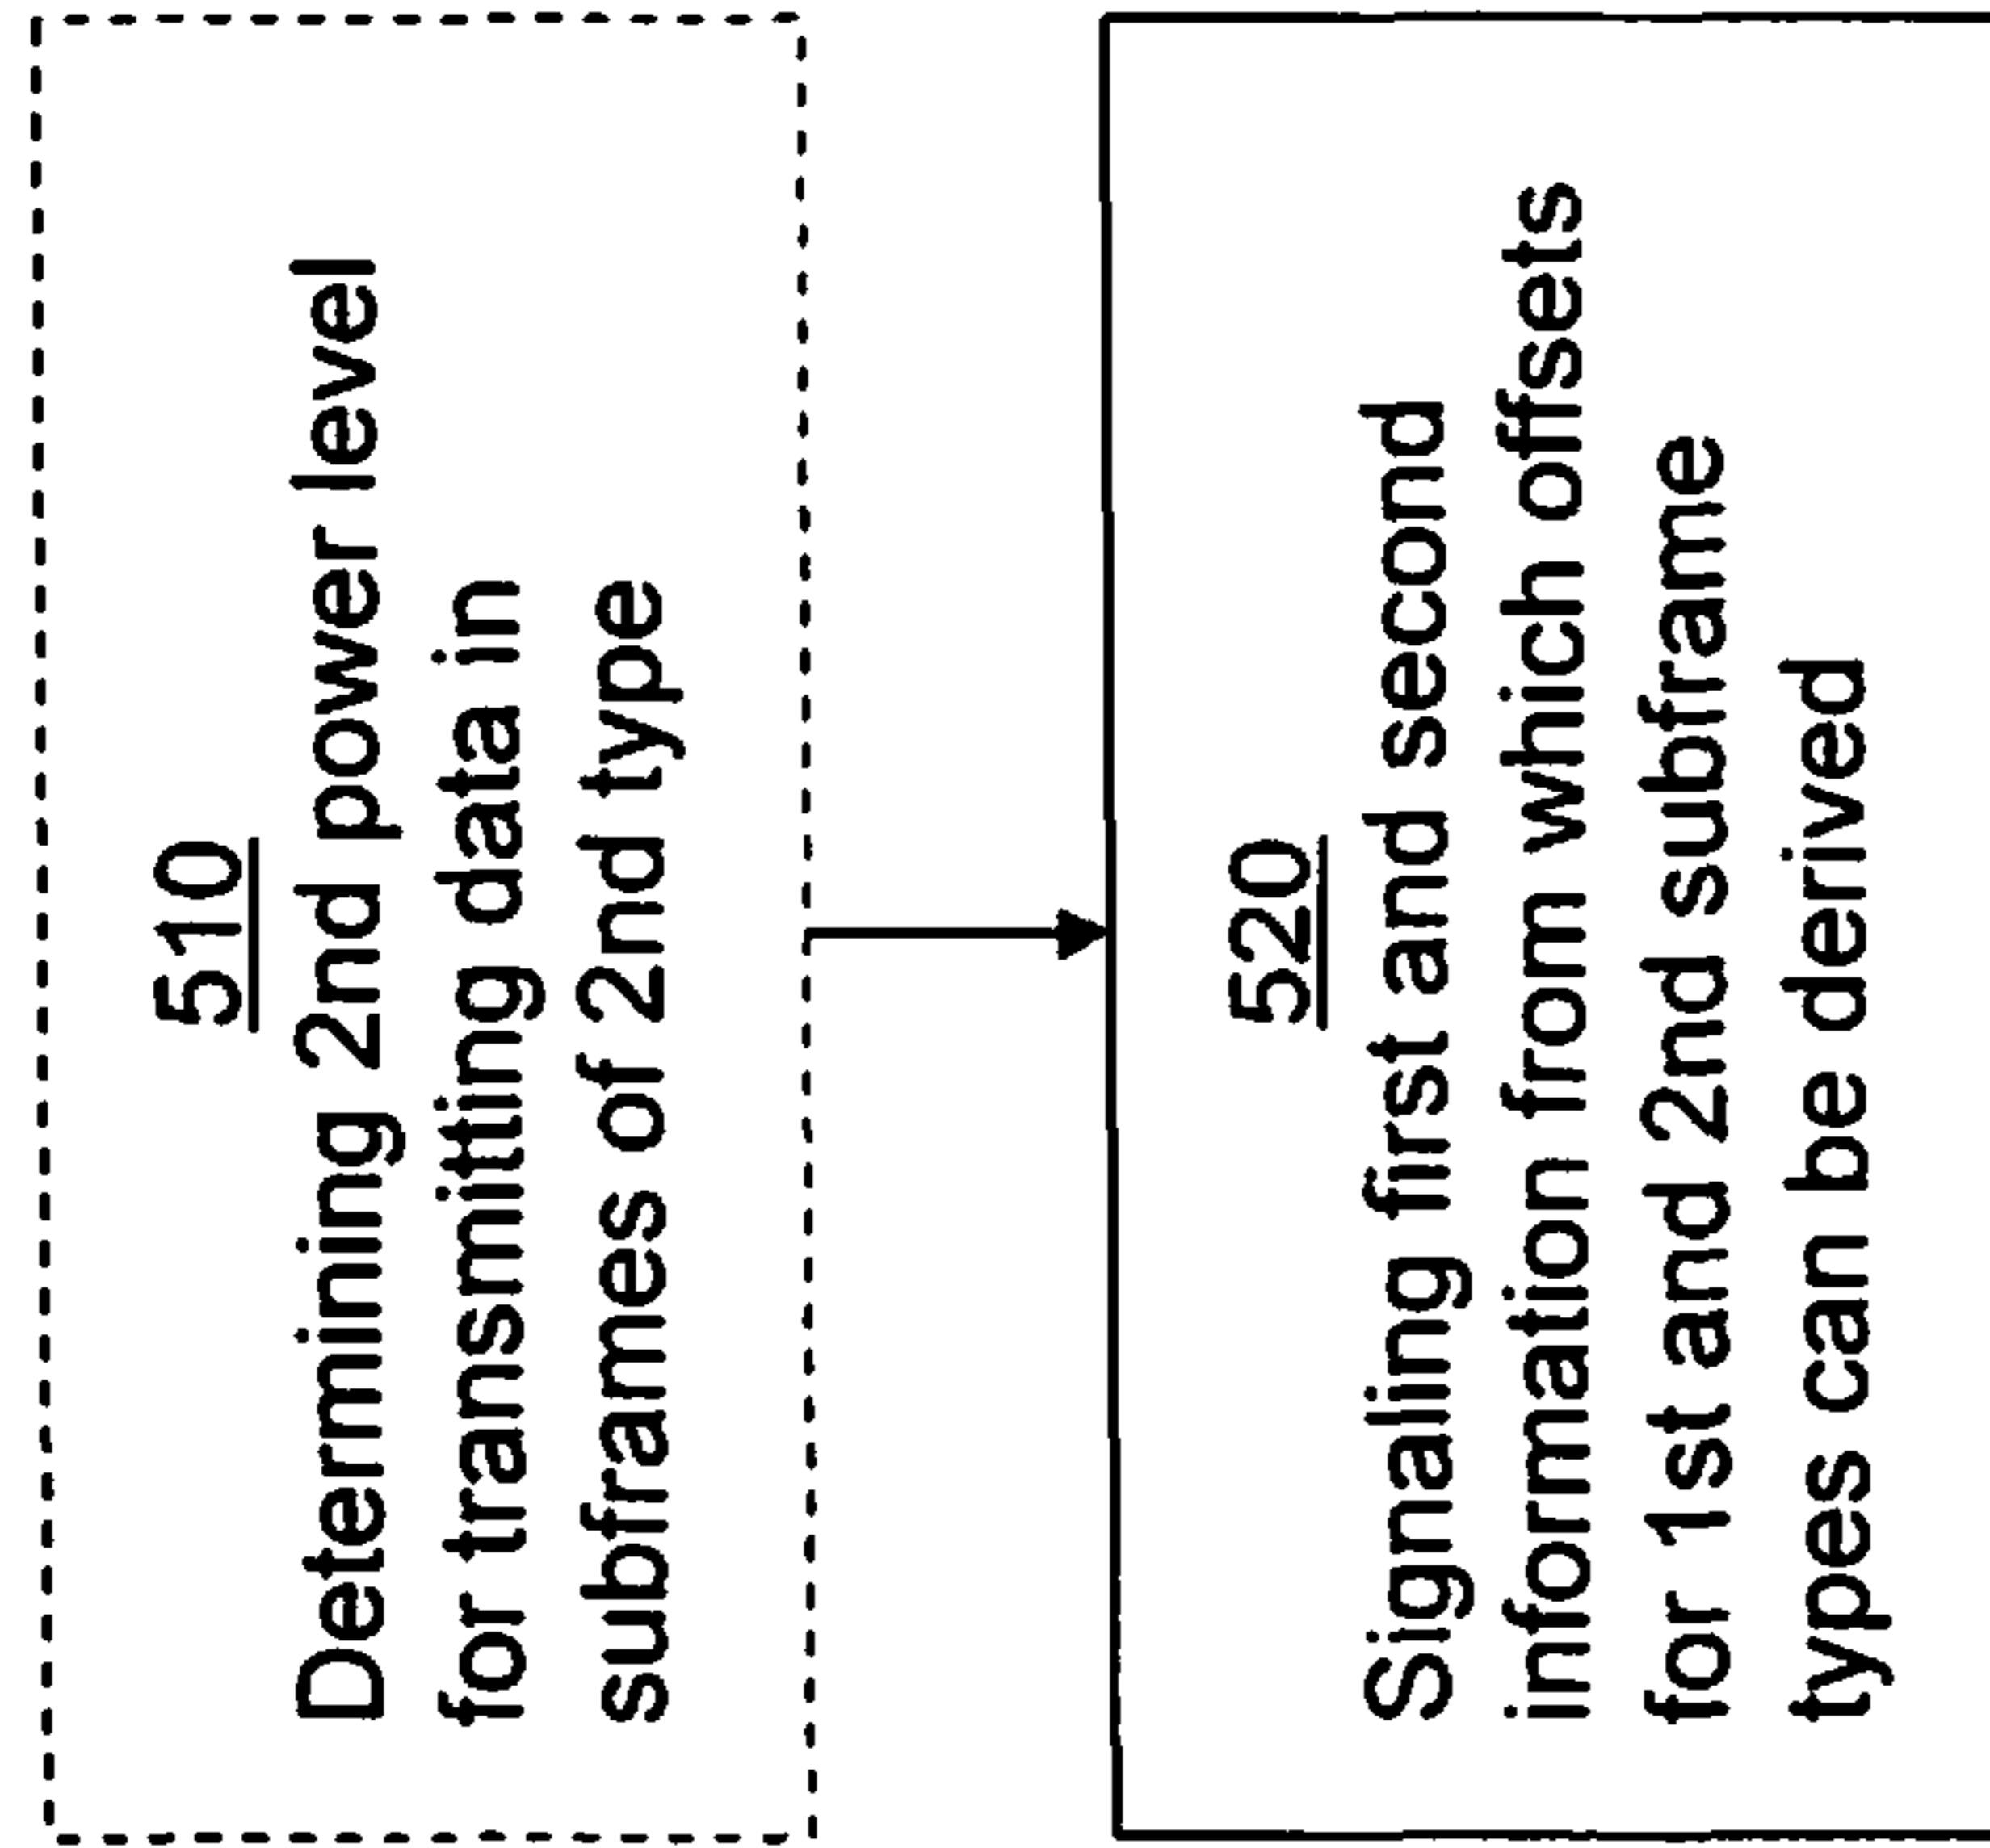 510
Determining 2nd power level
for transmitting data in
subframes of 2nd type
520
Signaling first and second
information from which offsets
for 1st and 2nd subframe
types can be derived